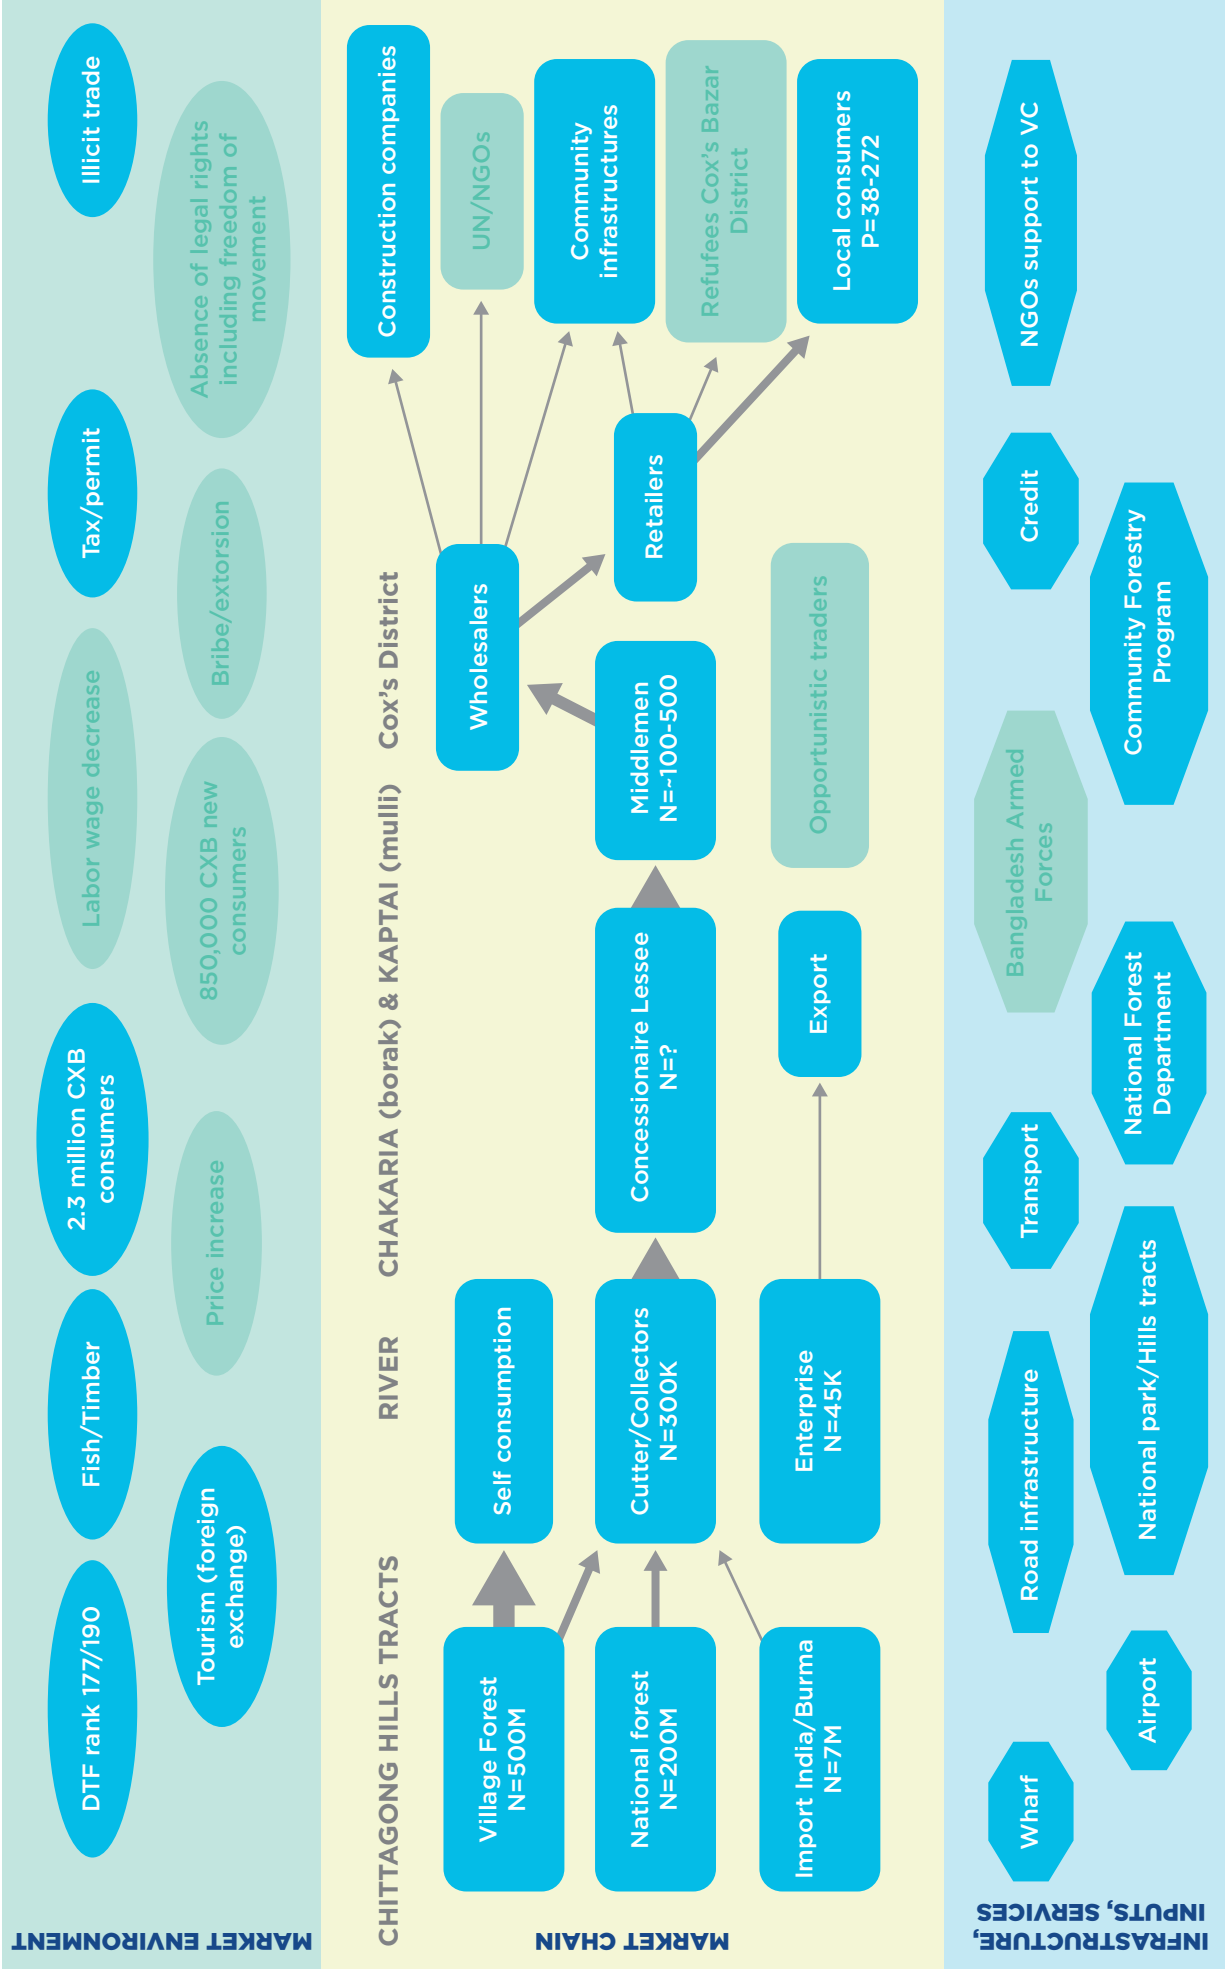 MARKET ENVIRONMENT
DTF rank 177/190
Fish/Timber
2.3 million CXB
consumers
Labor wage decrease
Tax/permit
Illicit trade
Tourism (foreign
exchange)
Price increase
850,000 CXB new
consumers
Bribe/extorsion
Absence of legal rights
including freedom of
movement
MARKET CHAIN
CHITTAGONG HILLS TRACTS
RIVER
CHAKARIA (borak) & KAPTAI (mulli)
Cox's District
Village Forest
N=500M
National forest
N=200M
Import India/Burma
N=7M
Self consumption
Cutter/Collectors
N=300K
Enterprise
N=45K
Concessionaire Lessee
N=?
Export
Middlemen
N=~100-500
Opportunistic traders
Wholesalers
Retailers
Construction companies
UN/NGOs
Community
infrastructures
Refufees Cox's Bazar
District
Local consumers
P=38-272
INFRASTRUCTURE,
INPUTS, SERVICES
Wharf
Road infrastructure
Transport
Bangladesh Armed
Forces
Credit
NGOs support to VC
Airport
National park/Hills tracts
National Forest
Department
Community Forestry
Program